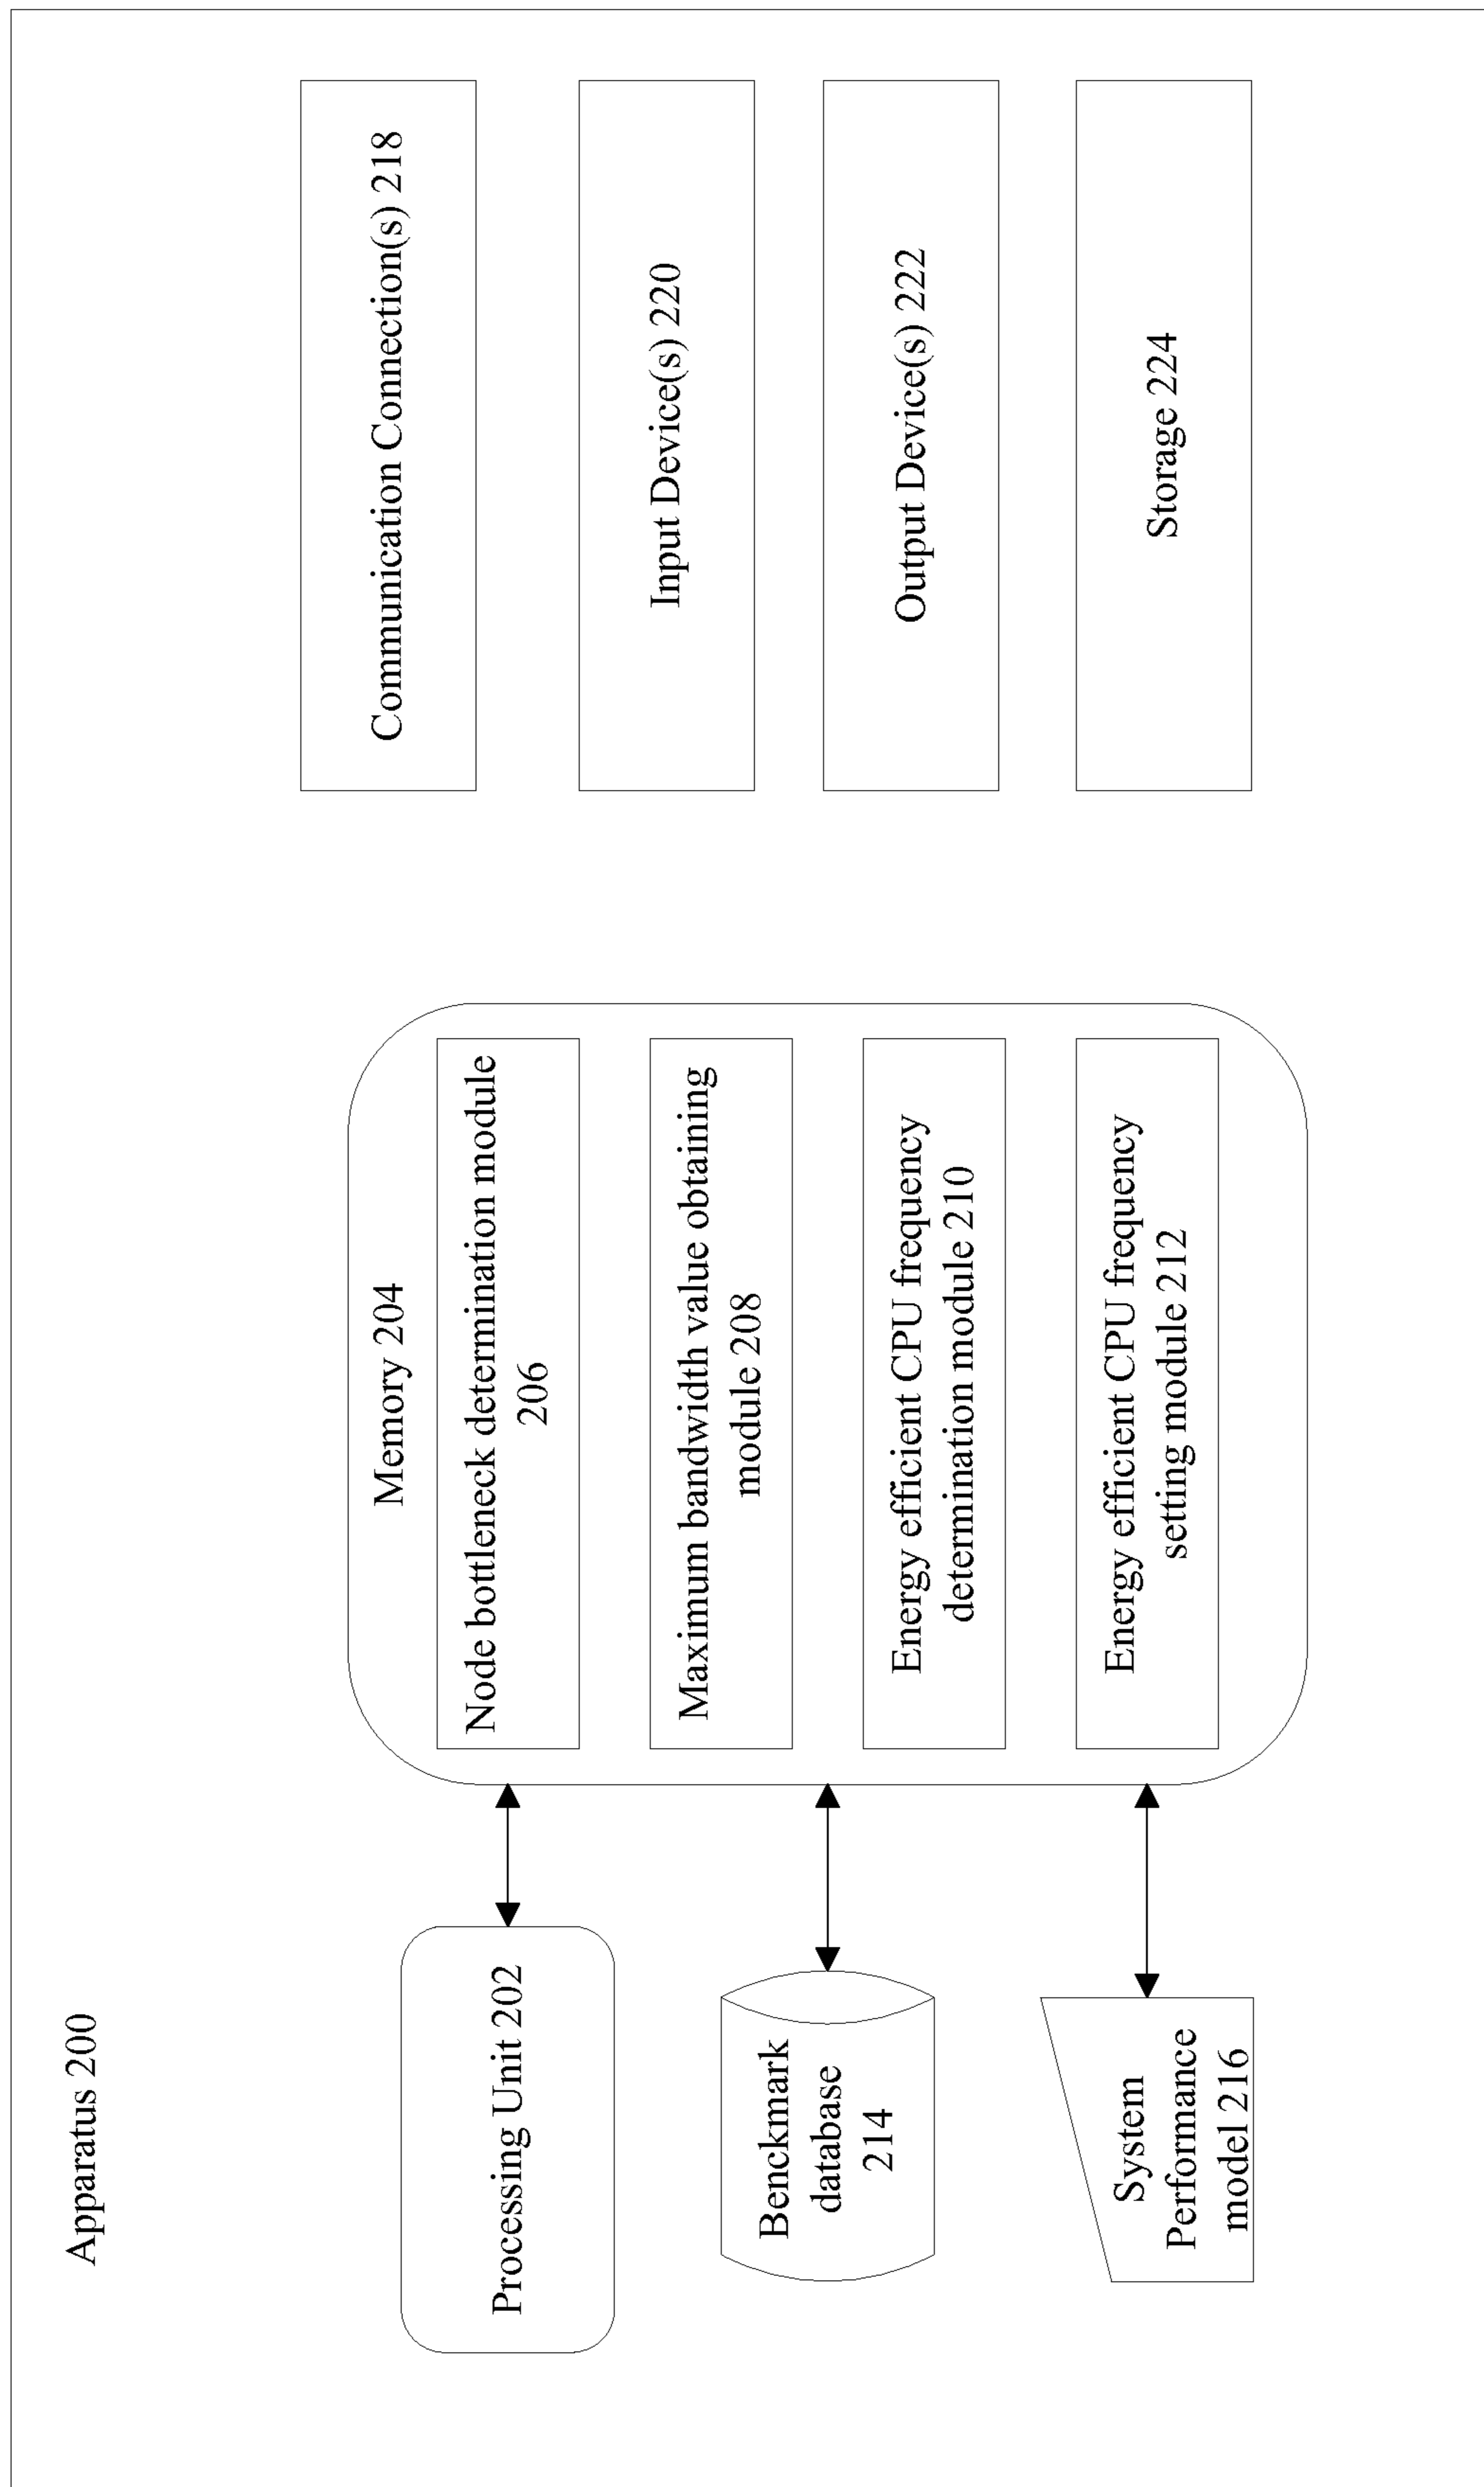 Apparatus 200
Processing Unit 202
Benckmark
database
214
System
Performance
model 216
Memory 204
Node bottleneck determination module
206
Maximum bandwidth value obtaining
module 208
Energy efficient CPU frequency
determination module 210
Energy efficient CPU frequency
setting module 212
Communication Connection(s) 218
Input Device(s) 220
Output Device(s) 222
Storage 224